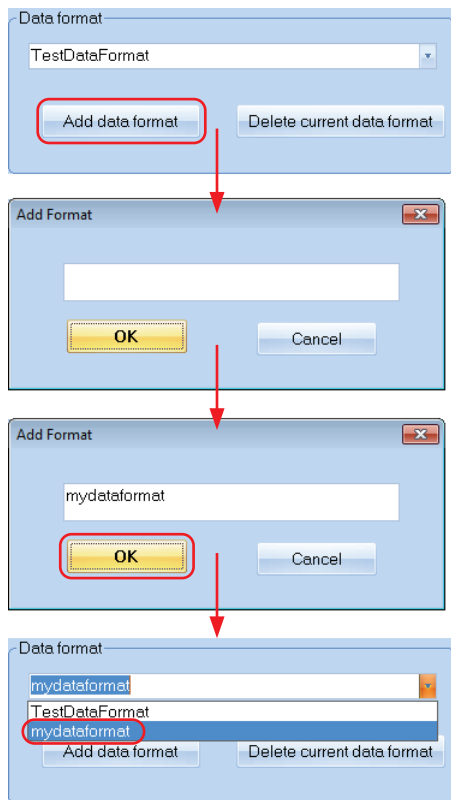 Data format
TestDataFormat
Add data format Delete current data format
Add Format
OK Cancel
Add Format
mydataformat
OK Cancel
Data format
mydataformat
TestDataFormat
mydataformat
Add data format Delete current data format